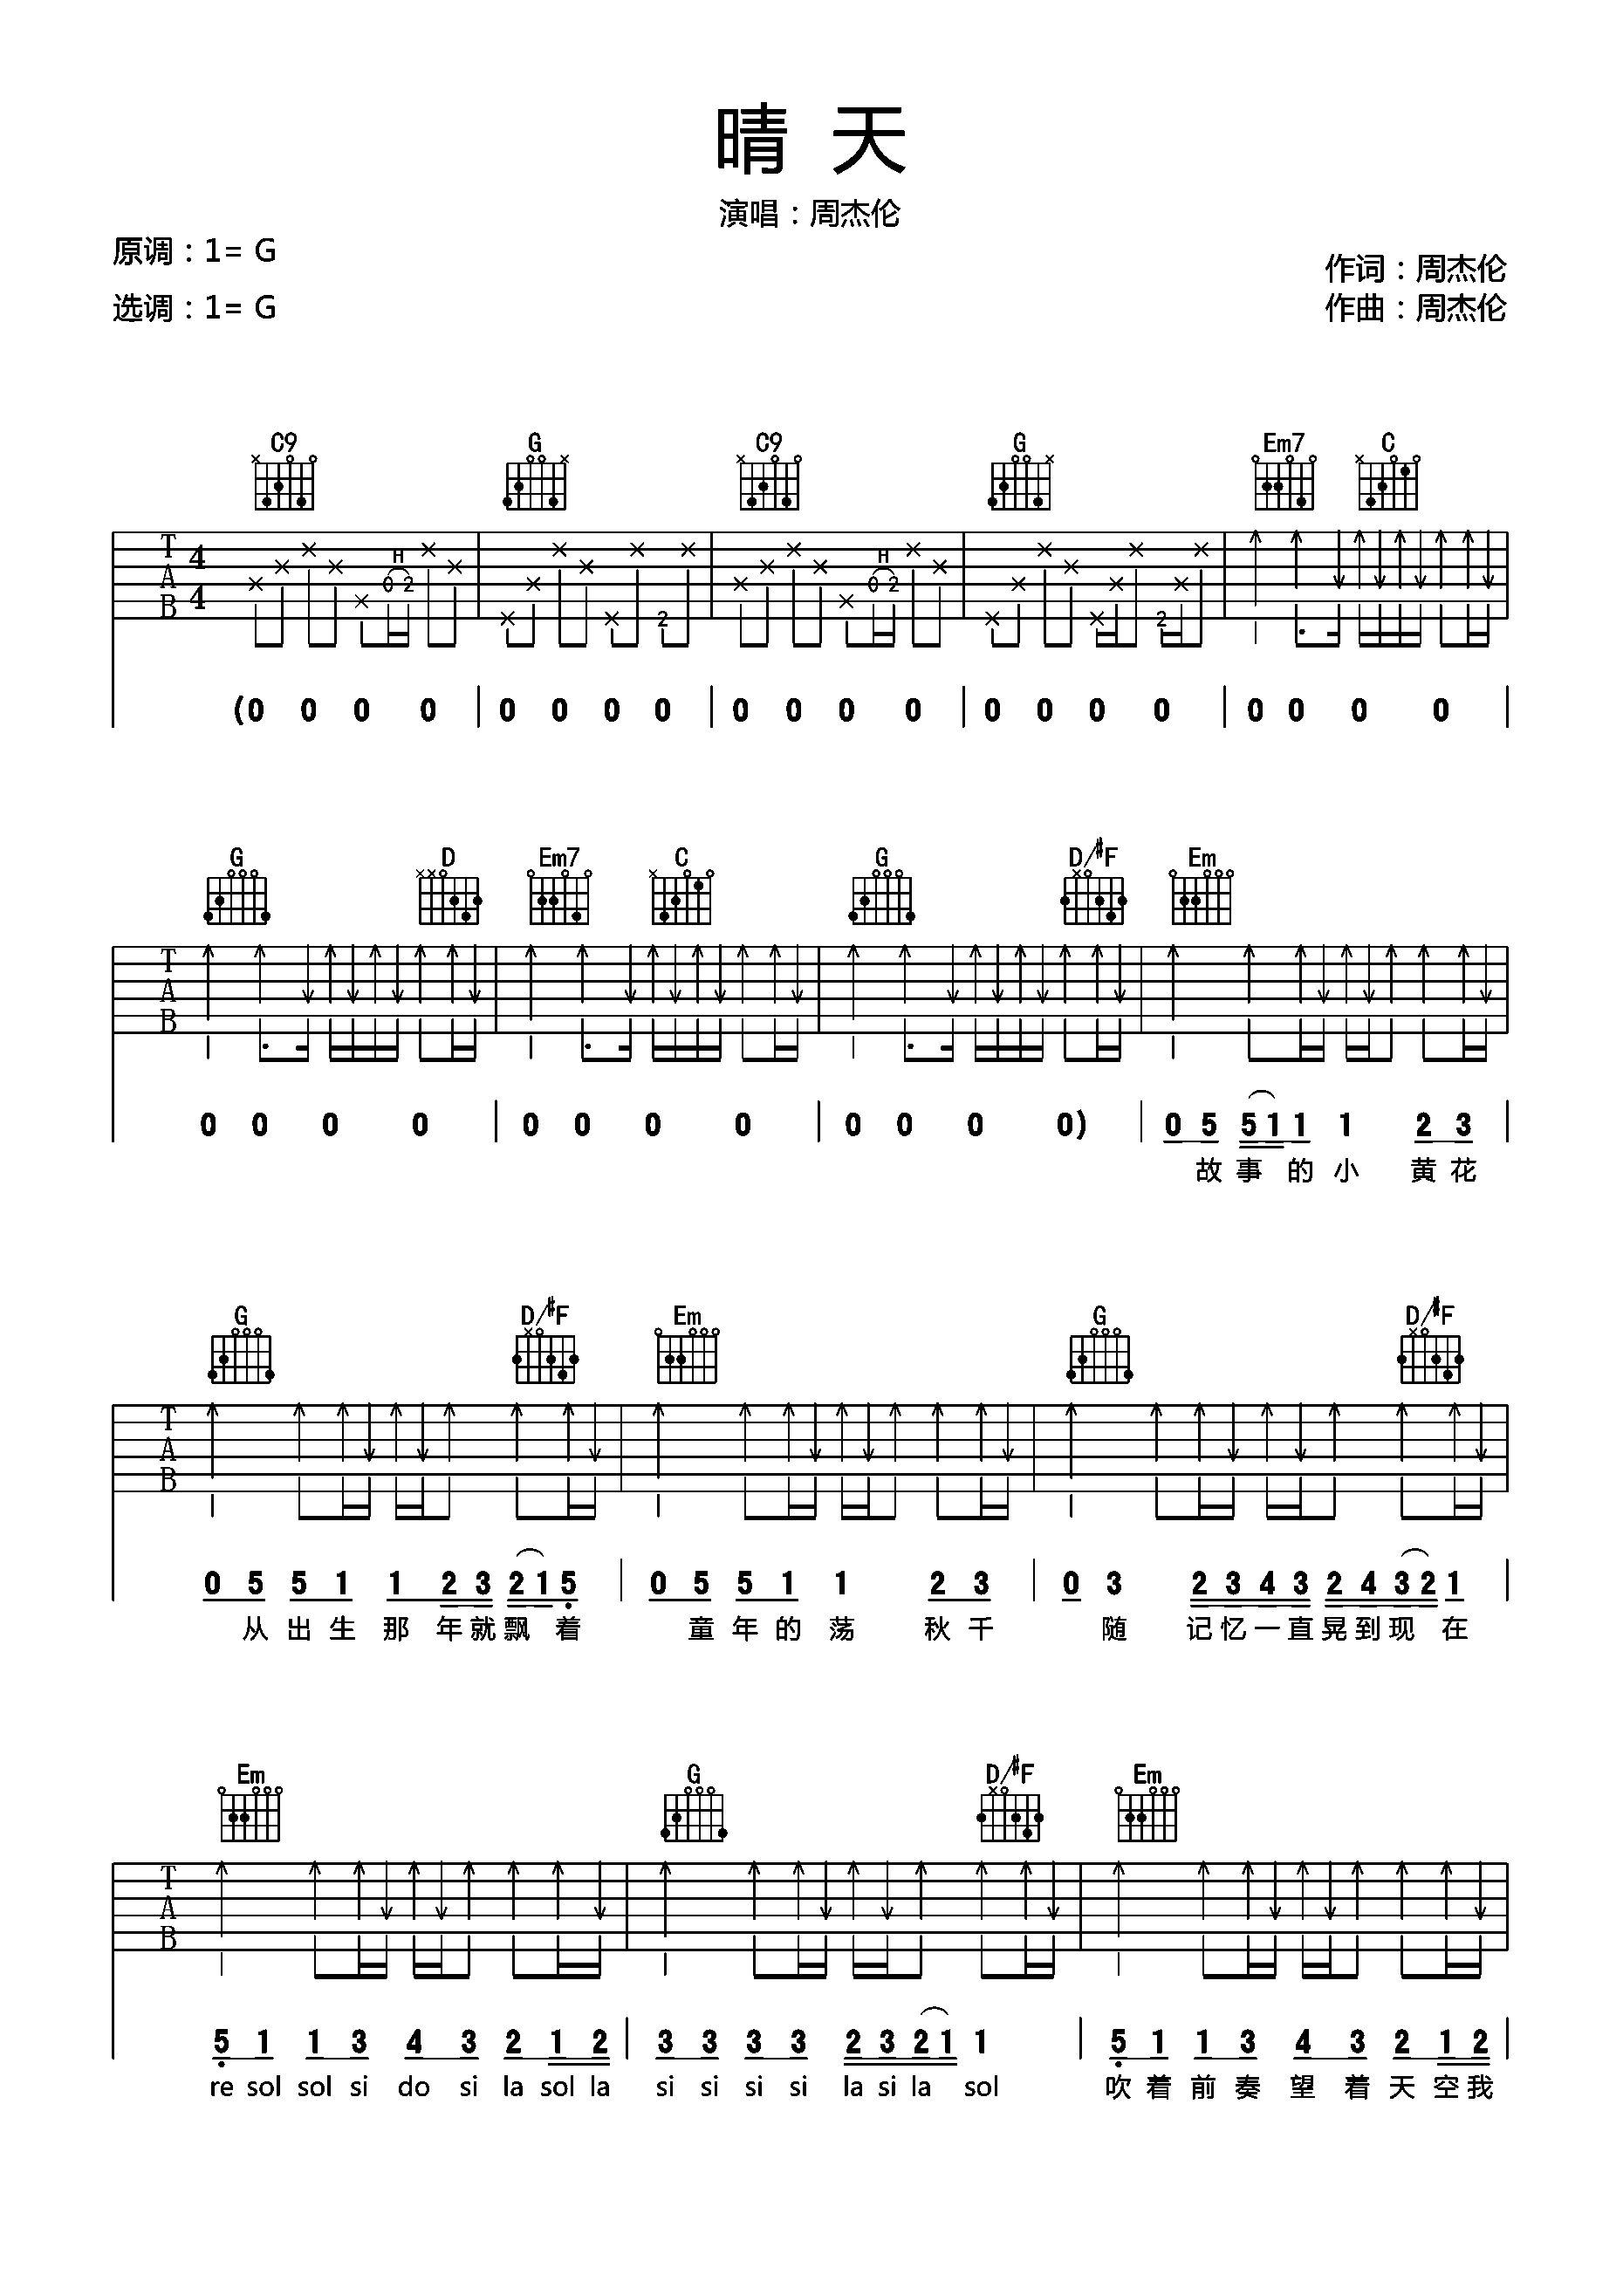 晴 天
演唱：周杰伦
原调：1= G
选调：1= G
作词：周杰伦
作曲：周杰伦
C9 G C9 G Em7 C
T A B 4 4 H 0 2 2 H 0 2 2
(0 0 0 0 | 0 0 0 0 | 0 0 0 0 | 0 0 0 0 | 0 0 0 0 |
G D Em7 C G D/#F Em
T A B
0 0 0 0 | 0 0 0 0 | 0 0 0 0) | 0 5 5 1 1 1 2 3 |
故 事 的 小 黄 花
G D/#F Em G D/#F
T A B
0 5 5 1 1 2 3 2 1 5 | 0 5 5 1 1 2 3 | 0 3 2 3 4 3 2 4 3 2 1 |
从 出 生 那 年 就 飘 着 童 年 的 荡 秋 千 随 记 忆 一 直 晃 到 现 在
Em G D/#F Em
T A B
5 1 1 3 4 3 2 1 2 | 3 3 3 3 2 3 2 1 1 | 5 1 1 3 4 3 2 1 2 |
re sol sol si do si la sol la si si si si la si la sol 吹 着 前 奏 望 着 天 空 我